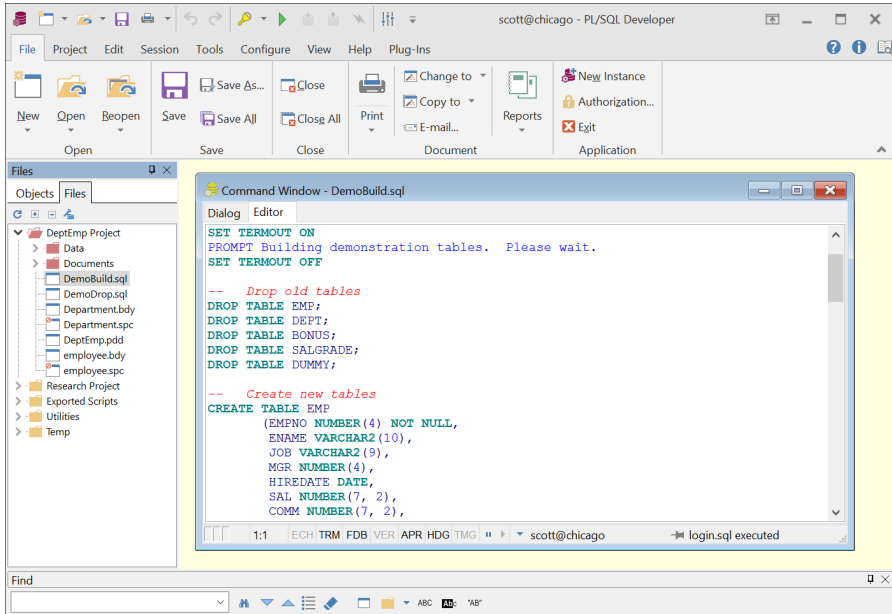 scott@chicago - PL/SQL Developer
File Project Edit Session Tools Configure View Help Plug-Ins
New
Open
Reopen
Open
Save
Save As...
Save All
Save
Close
Close All
Close
Print
Change to
Copy to
E-mail...
Document
Reports
New Instance
Authorization...
Exit
Application
Files
Objects Files
DeptEmp Project
Data
Documents
DemoBuild.sql
DemoDrop.sql
Department.bdy
Department.spc
DeptEmp.pdd
employee.bdy
employee.spc
Research Project
Exported Scripts
Utilities
Temp
Command Window - DemoBuild.sql
Dialog Editor
SET TERMOUT ON
PROMPT Building demonstration tables.  Please wait.
SET TERMOUT OFF
--   Drop old tables
DROP TABLE EMP;
DROP TABLE DEPT;
DROP TABLE BONUS;
DROP TABLE SALGRADE;
DROP TABLE DUMMY;
--   Create new tables
CREATE TABLE EMP
(EMPNO NUMBER(4) NOT NULL,
ENAME VARCHAR2(10),
JOB VARCHAR2(9),
MGR NUMBER(4),
HIREDATE DATE,
SAL NUMBER(7, 2),
COMM NUMBER(7, 2),
1:1 ECH TRM FDB VER APR HDG TMG scott@chicago login.sql executed
Find
ABC ABc "AB"